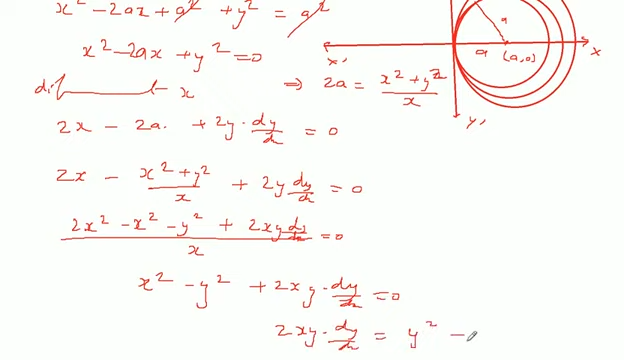 x² - 2ax + a² + y² = a²
x² - 2ax + y² = 0
x
⇒ 2a = x² + y² / x
2x - 2a + 2y · dy/dx = 0
2x - x² + y² / x + 2y dy/dx = 0
2x² - x² - y² + 2xy dy/dx / x = 0
x² - y² + 2xy · dy/dx = 0
2xy · dy/dx = y² -
a
a
(a,0)
x'
x
y'